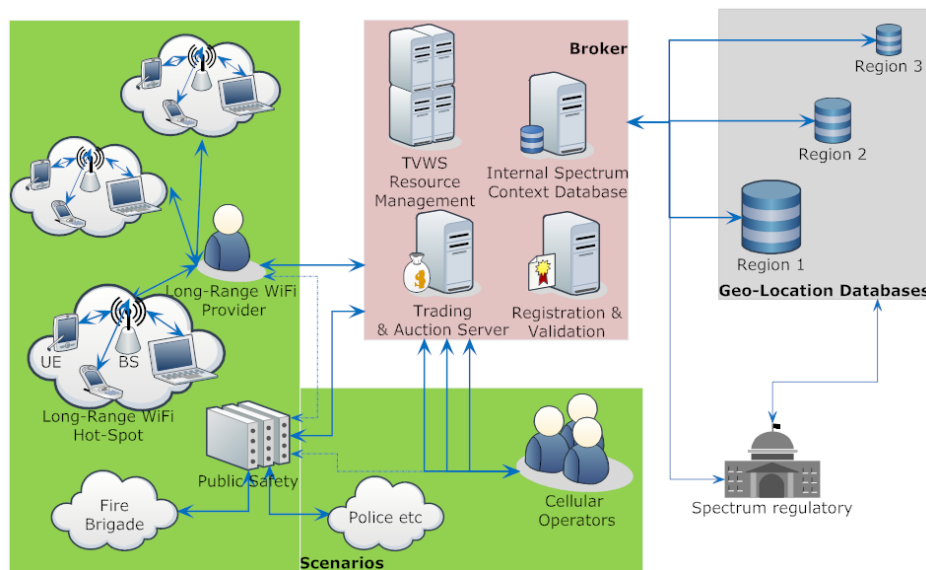 Broker
TVWS
Resource
Management
Internal Spectrum
Context Database
Trading
& Auction Server
Registration &
Validation
Region 3
Region 2
Region 1
Geo-Location Databases
Long-Range WiFi
Provider
UE
BS
Long-Range WiFi
Hot-Spot
Public Safety
Fire
Brigade
Police etc
Cellular
Operators
Scenarios
Spectrum regulatory